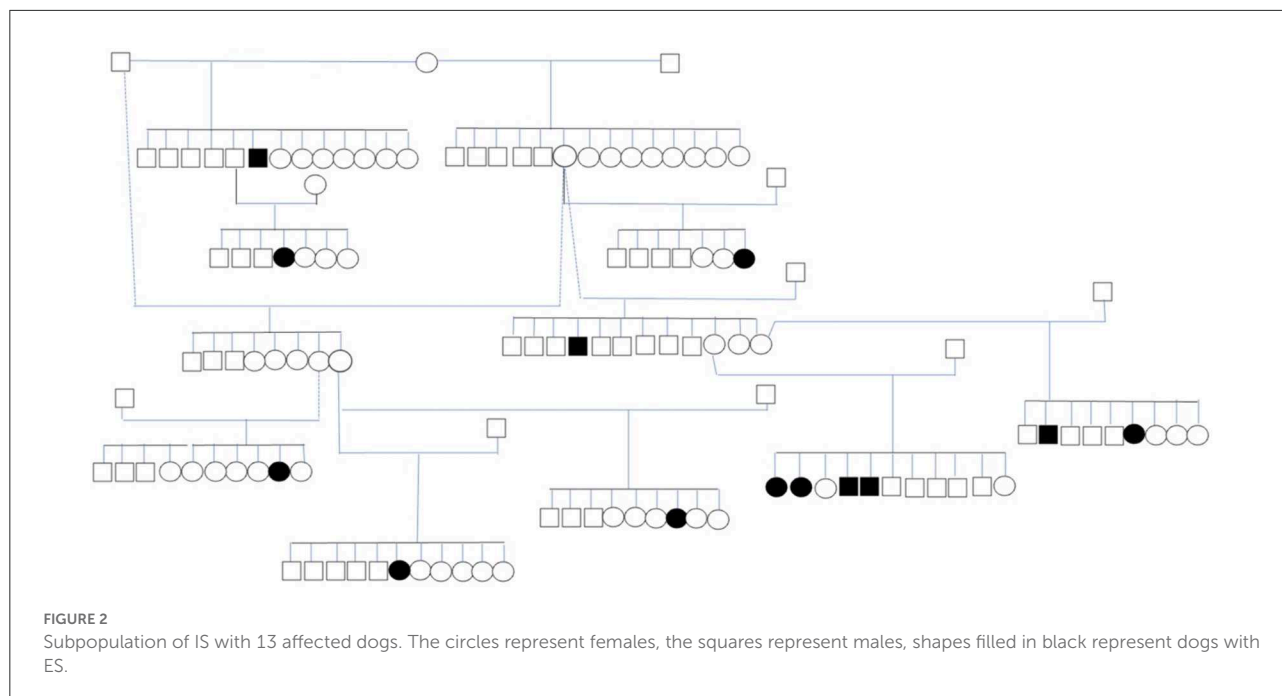 FIGURE 2
Subpopulation of IS with 13 affected dogs. The circles represent females, the squares represent males, shapes filled in black represent dogs with
ES.